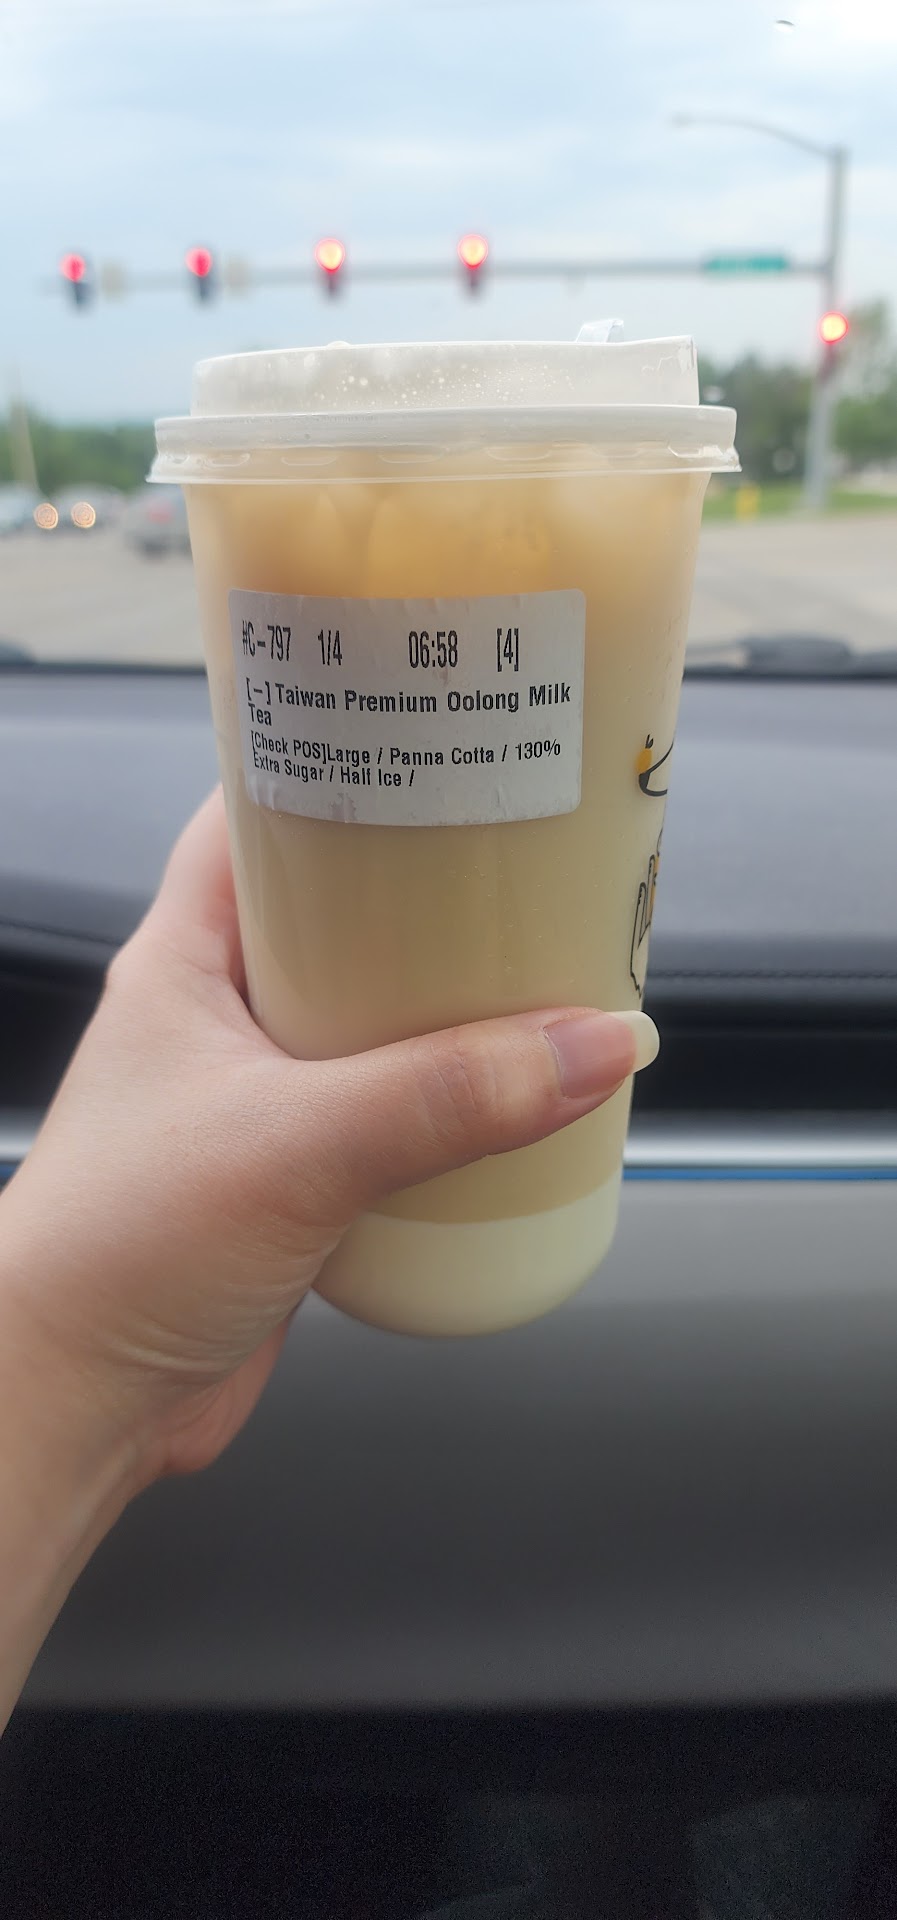 #C-797 1/4 06:58 [4]
[-] Taiwan Premium Oolong Milk
Tea
[Check POS]Large / Panna Cotta / 130%
Extra Sugar / Half Ice /